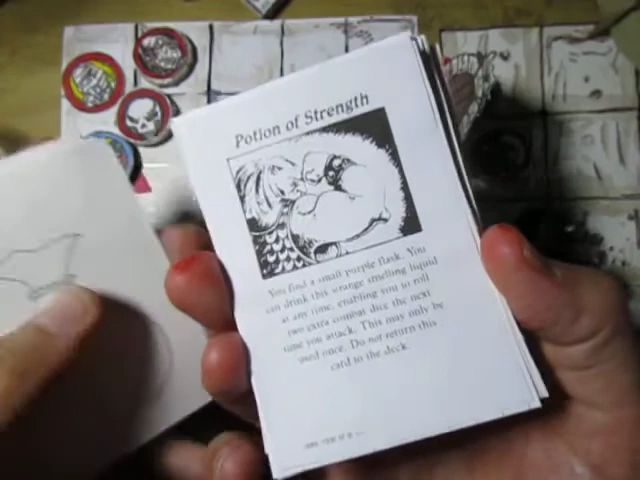 Potion of Strength
You find a small purple flask. You
can drink this strange smelling liquid
at any time, enabling you to roll
two extra combat dice the next
time you attack. This may only be
used once. Do not return this
card to the deck.